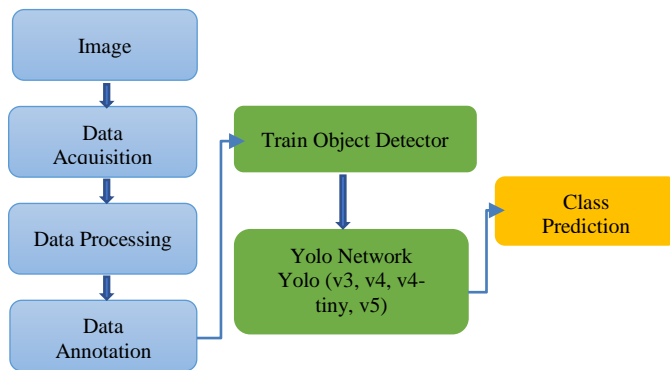 Image
Data
Acquisition
Data Processing
Data
Annotation
Train Object Detector
Yolo Network
Yolo (v3, v4, v4-
tiny, v5)
Class
Prediction